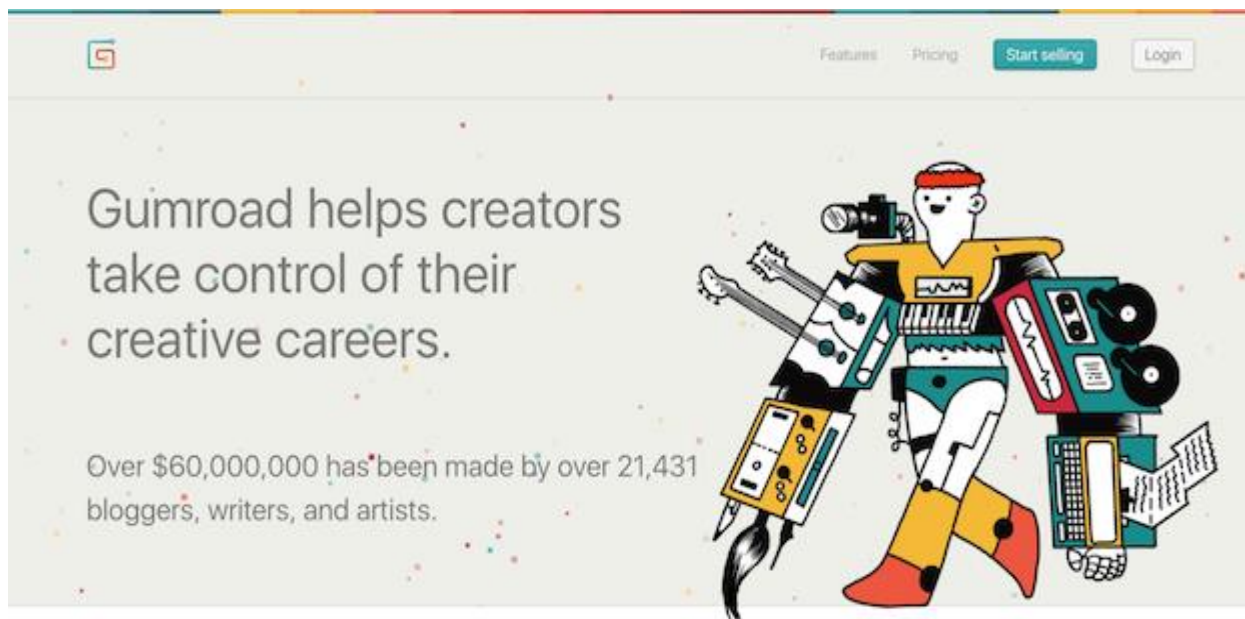 Features Pricing Start selling Login
Gumroad helps creators
take control of their
creative careers.
Over $60,000,000 has been made by over 21,431
bloggers, writers, and artists.